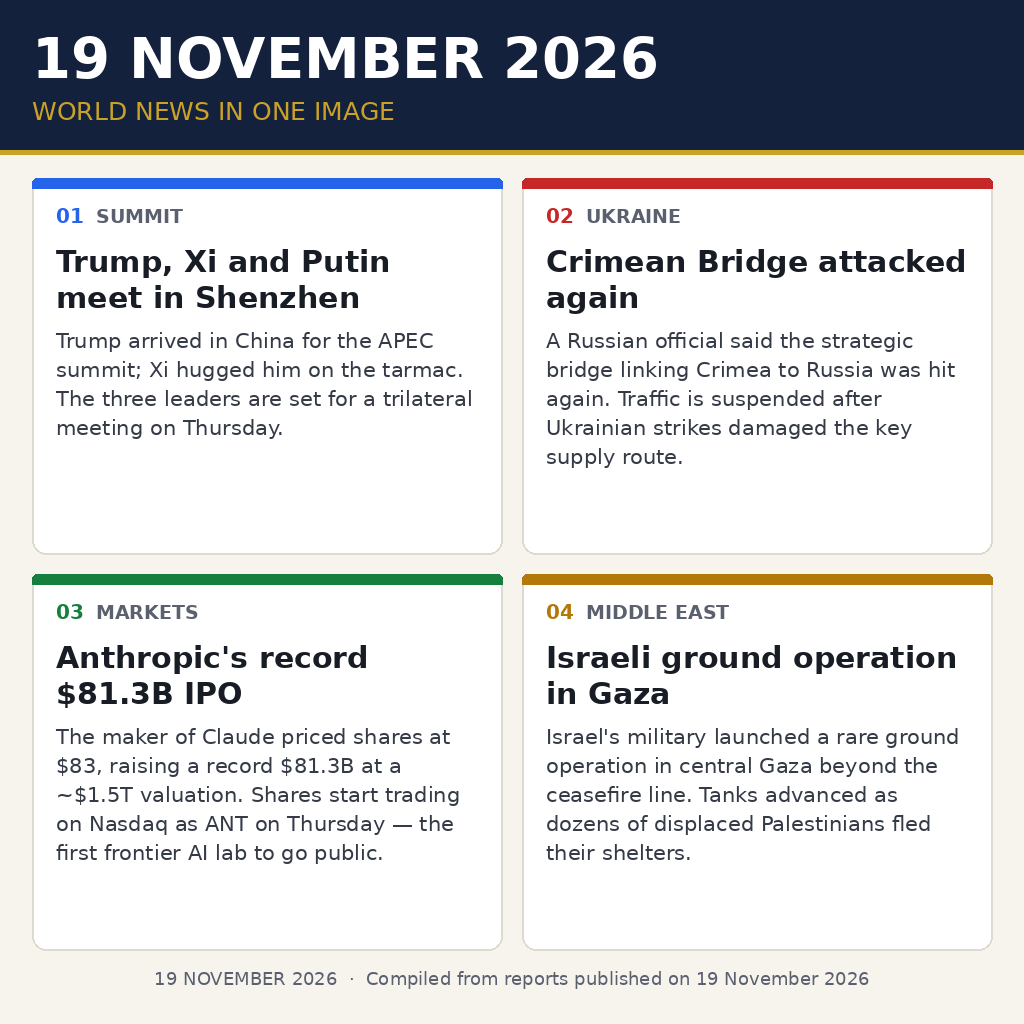 19 NOVEMBER 2026
WORLD NEWS IN ONE IMAGE
01 SUMMIT
Trump, Xi and Putin
meet in Shenzhen
Trump arrived in China for the APEC
summit; Xi hugged him on the tarmac.
The three leaders are set for a trilateral
meeting on Thursday.
02 UKRAINE
Crimean Bridge attacked
again
A Russian official said the strategic
bridge linking Crimea to Russia was hit
again. Traffic is suspended after
Ukrainian strikes damaged the key
supply route.
03 MARKETS
Anthropic's record
$81.3B IPO
The maker of Claude priced shares at
$83, raising a record $81.3B at a
~$1.5T valuation. Shares start trading
on Nasdaq as ANT on Thursday — the
first frontier AI lab to go public.
04 MIDDLE EAST
Israeli ground operation
in Gaza
Israel's military launched a rare ground
operation in central Gaza beyond the
ceasefire line. Tanks advanced as
dozens of displaced Palestinians fled
their shelters.
19 NOVEMBER 2026 · Compiled from reports published on 19 November 2026